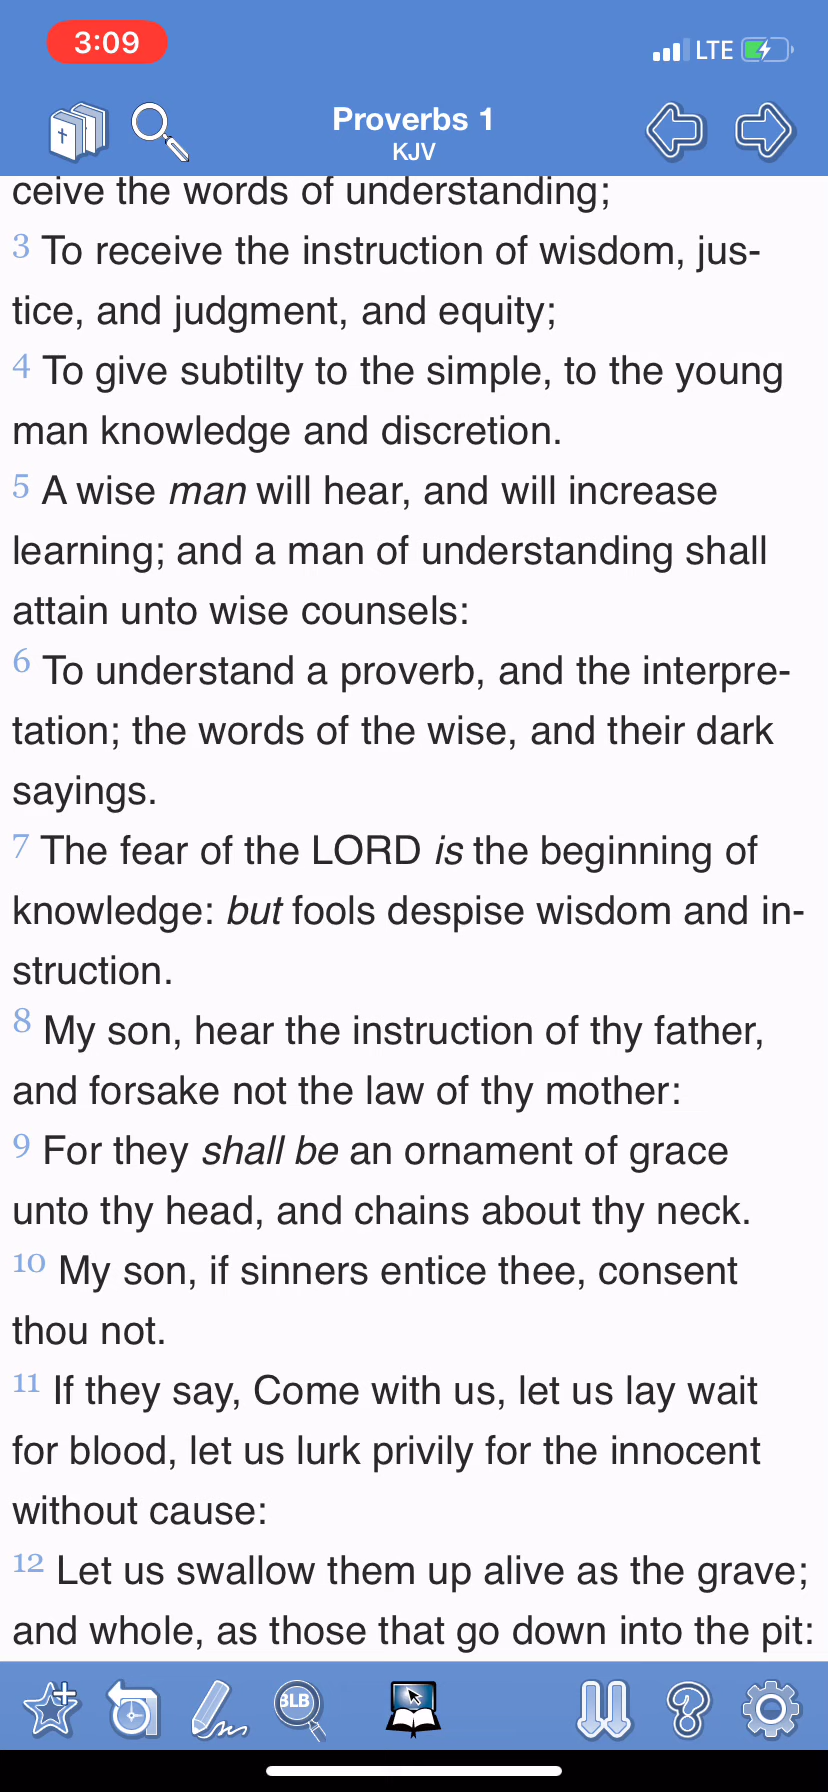 3:09
LTE
Proverbs 1
KJV
ceive the words of understanding;
3 To receive the instruction of wisdom, jus-
tice, and judgment, and equity;
4 To give subtilty to the simple, to the young
man knowledge and discretion.
5 A wise man will hear, and will increase
learning; and a man of understanding shall
attain unto wise counsels:
6 To understand a proverb, and the interpre-
tation; the words of the wise, and their dark
sayings.
7 The fear of the LORD is the beginning of
knowledge: but fools despise wisdom and in-
struction.
8 My son, hear the instruction of thy father,
and forsake not the law of thy mother:
9 For they shall be an ornament of grace
unto thy head, and chains about thy neck.
10 My son, if sinners entice thee, consent
thou not.
11 If they say, Come with us, let us lay wait
for blood, let us lurk privily for the innocent
without cause:
12 Let us swallow them up alive as the grave;
and whole, as those that go down into the pit:
BLB